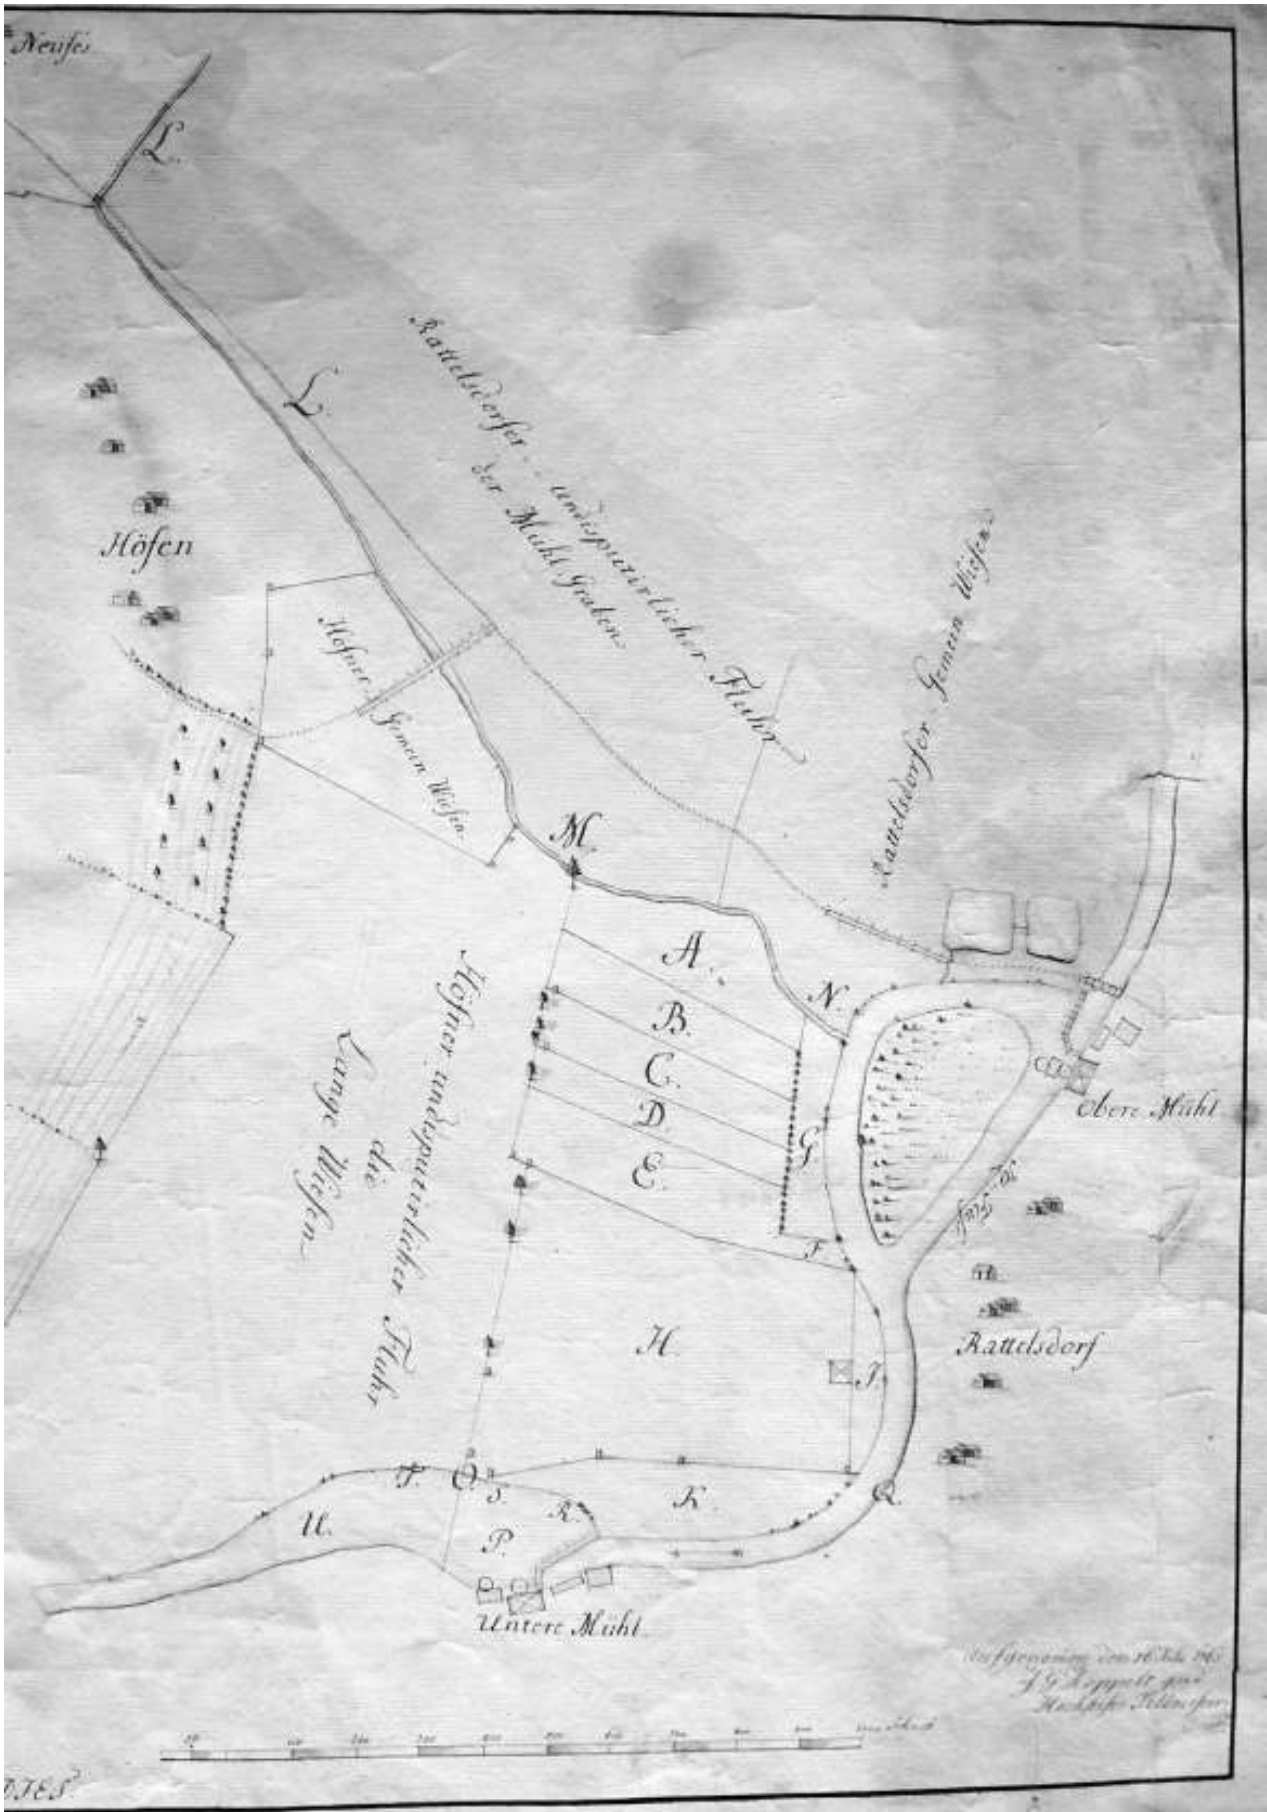 Neüses
L.
L.
Rattelsdorfer undisputirlicher Fluhr
der Mühl Graben
Höfen
Höfner Gemein Wiesen
Rattelsdorfer Gemein Wiesen
M.
A
N.
B.
C.
D
G.
E.
Obere Mühl
Höfner undisputirlicher Fluhr
die
Lange Wiesen
F.
Rattelsdorf
H.
J.
T.
O.
S.
R.
K.
Q.
U.
P.
Untere Mühl.